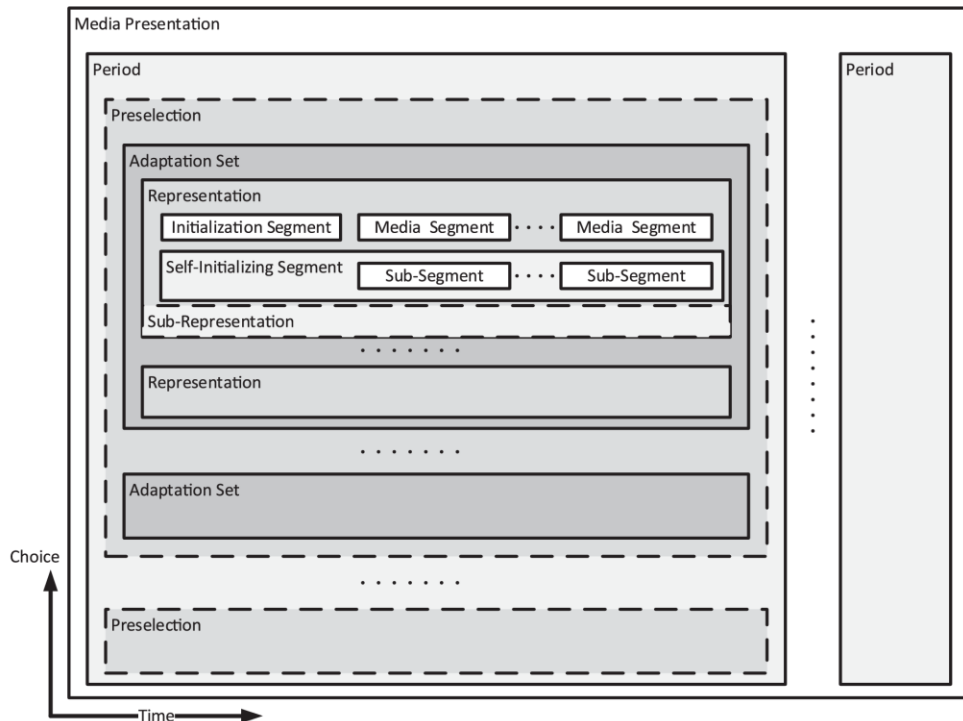 Media Presentation
Period
Period
Preselection
Adaptation Set
Representation
Initialization Segment
Media Segment
Media Segment
Self-Initializing Segment
Sub-Segment
Sub-Segment
Sub-Representation
Representation
Adaptation Set
Choice
Preselection
Time